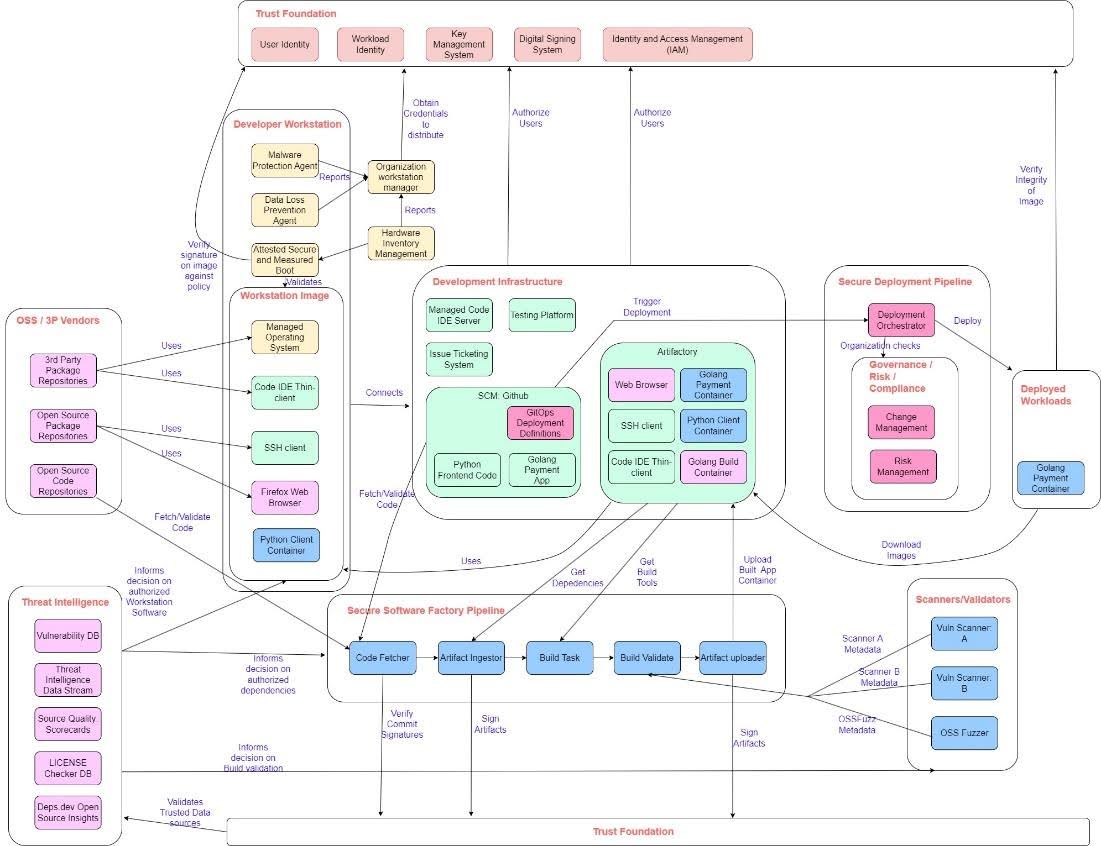 Trust Foundation
User Identity
Workload
Identity
Key
Management
System
Digital Signing
System
Identity and Access Management
(IAM)
Obtain
Credentials
to
distribute
Authorize
Users
Authorize
Users
Verify
Integrity
of
Image
Developer Workstation
Malware
Protection Agent
Reports
Organization
workstation
manager
Data Loss
Prevention
Agent
Reports
Hardware
Inventory
Management
Attested Secure
and Measured
Boot
Verify
signature
on image
against
policy
Validates
Workstation Image
Managed
Operating
System
Code IDE Thin-
client
SSH client
Firefox Web
Browser
Python Client
Container
OSS / 3P Vendors
3rd Party
Package
Repositories
Open Source
Package
Repositories
Open Source
Code
Repositories
Uses
Uses
Uses
Uses
Connects
Fetch/Validate
Code
Development Infrastructure
Managed Code
IDE Server
Testing Platform
Issue Ticketing
System
Trigger
Deployment
SCM: Github
GitOps
Deployment
Definitions
Python
Frontend Code
Golang
Payment
App
Artifactory
Web Browser
Golang
Payment
Container
SSH client
Python Client
Container
Code IDE Thin-
client
Golang Build
Container
Fetch/Validate
Code
Secure Deployment Pipeline
Deployment
Orchestrator
Deploy
Organization checks
Governance /
Risk /
Compliance
Change
Management
Risk
Management
Deployed
Workloads
Golang
Payment
Container
Download
Images
Uses
Get
Depedencies
Get
Build
Tools
Upload
Built App
Container
Informs
decision on
authorized
Workstation
Software
Threat Intelligence
Vulnerability DB
Threat
Intelligence
Data Stream
Source Quality
Scorecards
LICENSE
Checker DB
Deps.dev Open
Source Insights
Informs
decision on
authorized
dependencies
Informs
decision on
Build validation
Validates
Trusted Data
sources
Secure Software Factory Pipeline
Code Fetcher
Artifact Ingestor
Build Task
Build Validate
Artifact uploader
Verify
Commit
Signatures
Sign
Artifacts
Sign
Artifacts
Scanners/Validators
Vuln Scanner:
A
Vuln Scanner:
B
OSS Fuzzer
Scanner A
Metadata
Scanner B
Metadata
OSSFuzz
Metadata
Trust Foundation